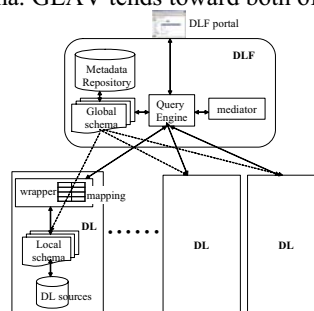 na. GLAV tends toward both of
DLF portal
DLF
Metadata
Repository
Global
schema
Query
Engine
mediator
wrapper
mapping
DL
Local
schema
DL sources
DL
DL